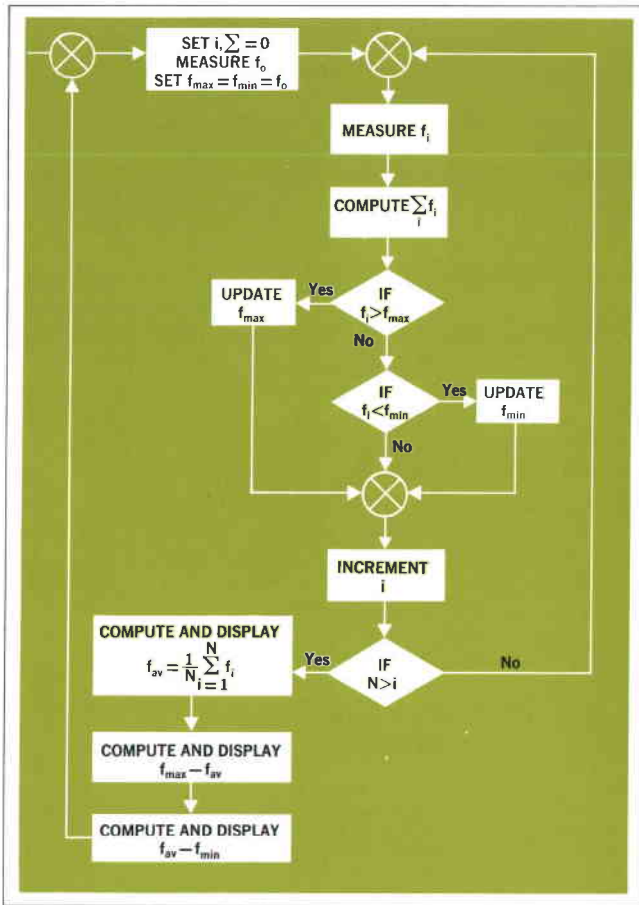 SET i, ∑ = 0
MEASURE fo
SET fmax = fmin = fo
MEASURE fi
COMPUTE ∑ fi
i
IF
fi > fmax
Yes
No
UPDATE
fmax
IF
fi < fmin
Yes
No
UPDATE
fmin
INCREMENT
i
IF
N > i
Yes
No
COMPUTE AND DISPLAY
fav = 1/N N∑i = 1 fi
COMPUTE AND DISPLAY
fmax − fav
COMPUTE AND DISPLAY
fav − fmin